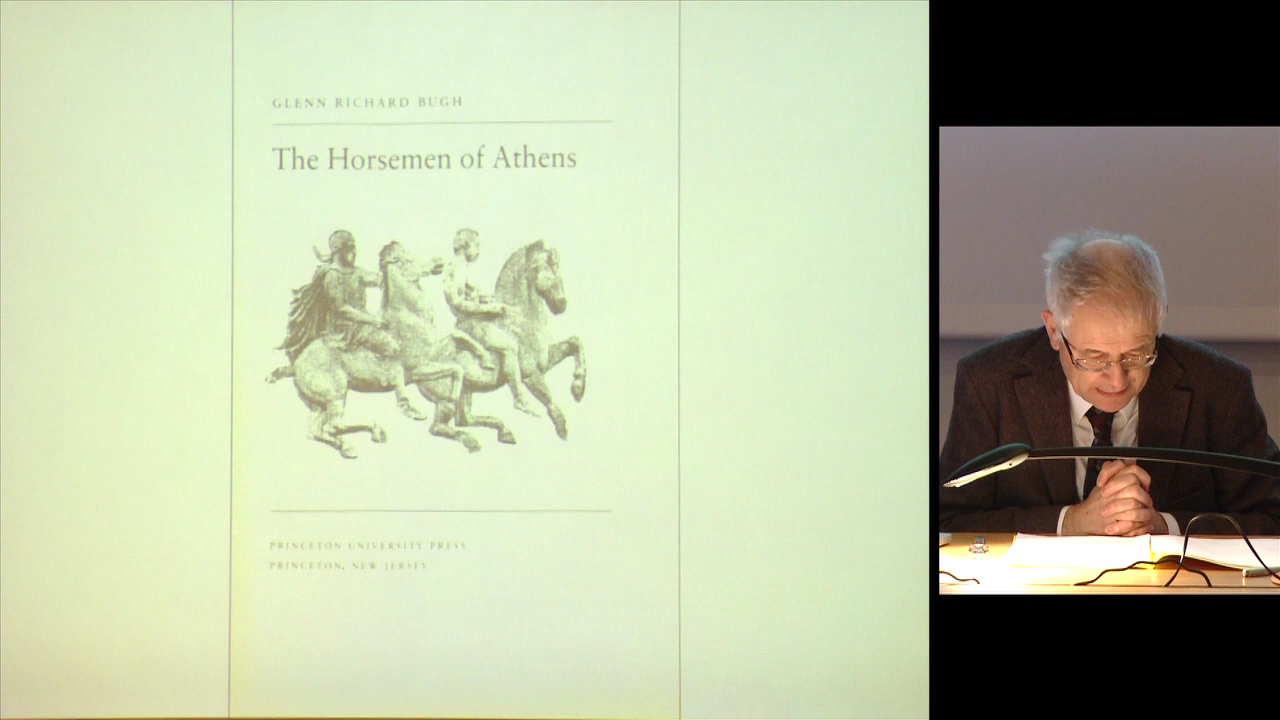 GLENN RICHARD BUGH
The Horsemen of Athens
PRINCETON UNIVERSITY PRESS
PRINCETON, NEW JERSEY